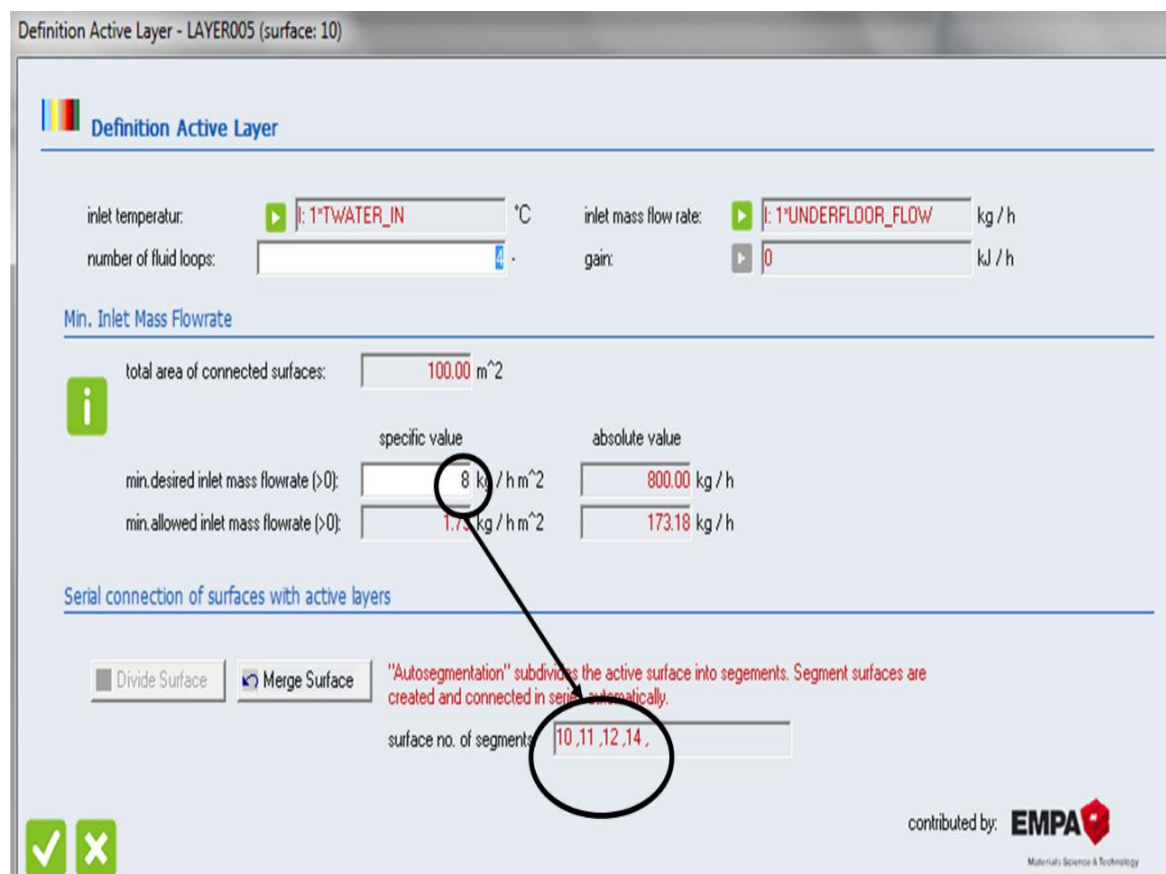 Definition Active Layer - LAYER005 (surface: 10)
Definition Active Layer
inlet temperatur: I: 1*TWATER_IN °C inlet mass flow rate: I: 1*UNDERFLOOR_FLOW kg / h
number of fluid loops: 4 - gain: 0 kJ / h
Min. Inlet Mass Flowrate
total area of connected surfaces: 100.00 m^2
i
specific value absolute value
min.desired inlet mass flowrate (>0): 8 kg / h m^2 800.00 kg / h
min.allowed inlet mass flowrate (>0): 1.73 kg / h m^2 173.18 kg / h
Serial connection of surfaces with active layers
Divide Surface Merge Surface "Autosegmentation" subdivides the active surface into segements. Segment surfaces are
created and connected in series automatically.
surface no. of segments 10 ,11 ,12 ,14 ,
contributed by: EMPA
Materials Science & Technology